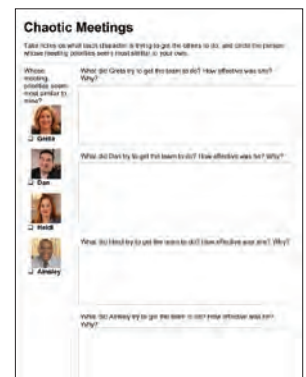 Chaotic Meetings
Take notes on what each character is trying to get the others to do, and circle the person
whose meeting priorities seem most similar to your own.
Whose
meeting
priorities seem
most similar to
mine?
What did Greta try to get the team to do? How effective was she?
Why?
Greta
What did Dan try to get the team to do? How effective was he? Why?
Dan
What did Heidi try to get the team to do? How effective was she? Why?
Heidi
What did Ainsley try to get the team to do? How effective was he?
Why?
Ainsley